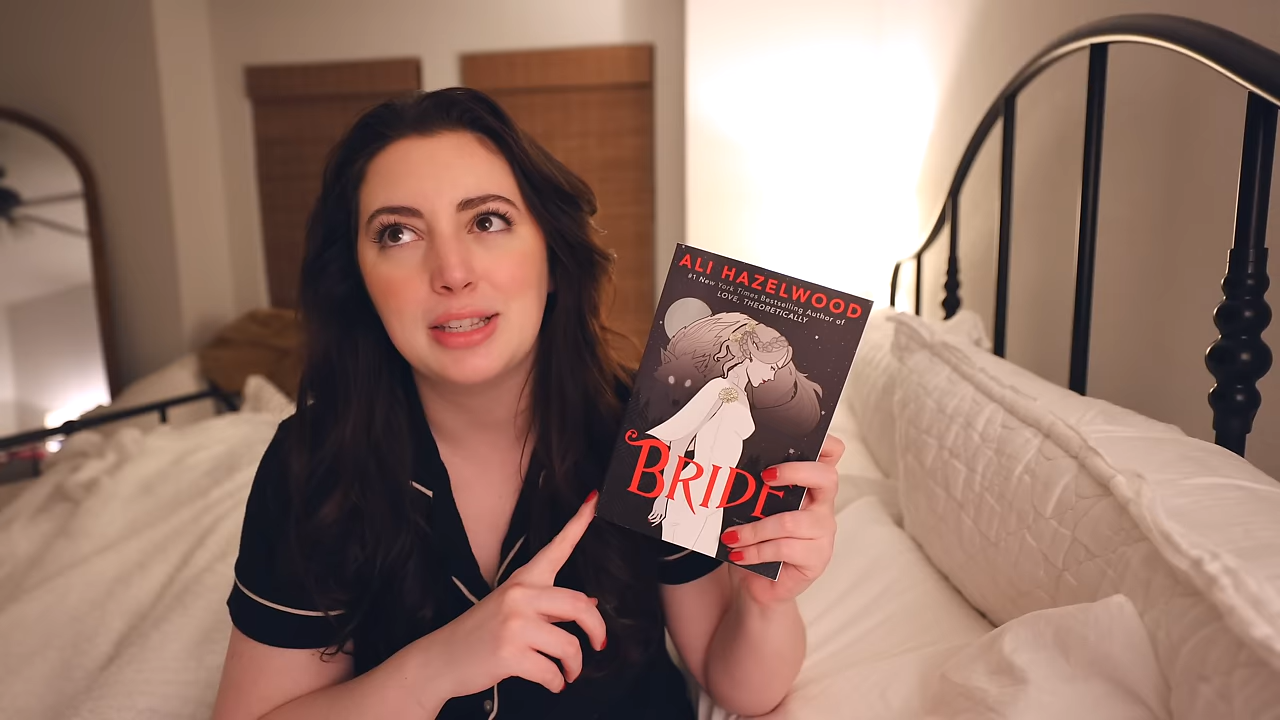 ALI HAZELWOOD
#1 New York Times Bestselling Author of
LOVE, THEORETICALLY
BRIDE